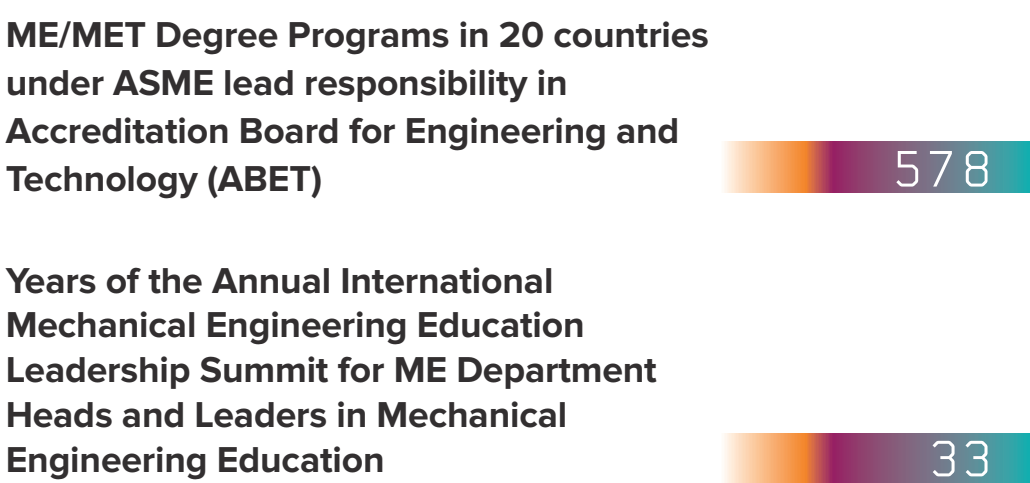 ME/MET Degree Programs in 20 countries
under ASME lead responsibility in
Accreditation Board for Engineering and
Technology (ABET)
578
Years of the Annual International
Mechanical Engineering Education
Leadership Summit for ME Department
Heads and Leaders in Mechanical
Engineering Education
33